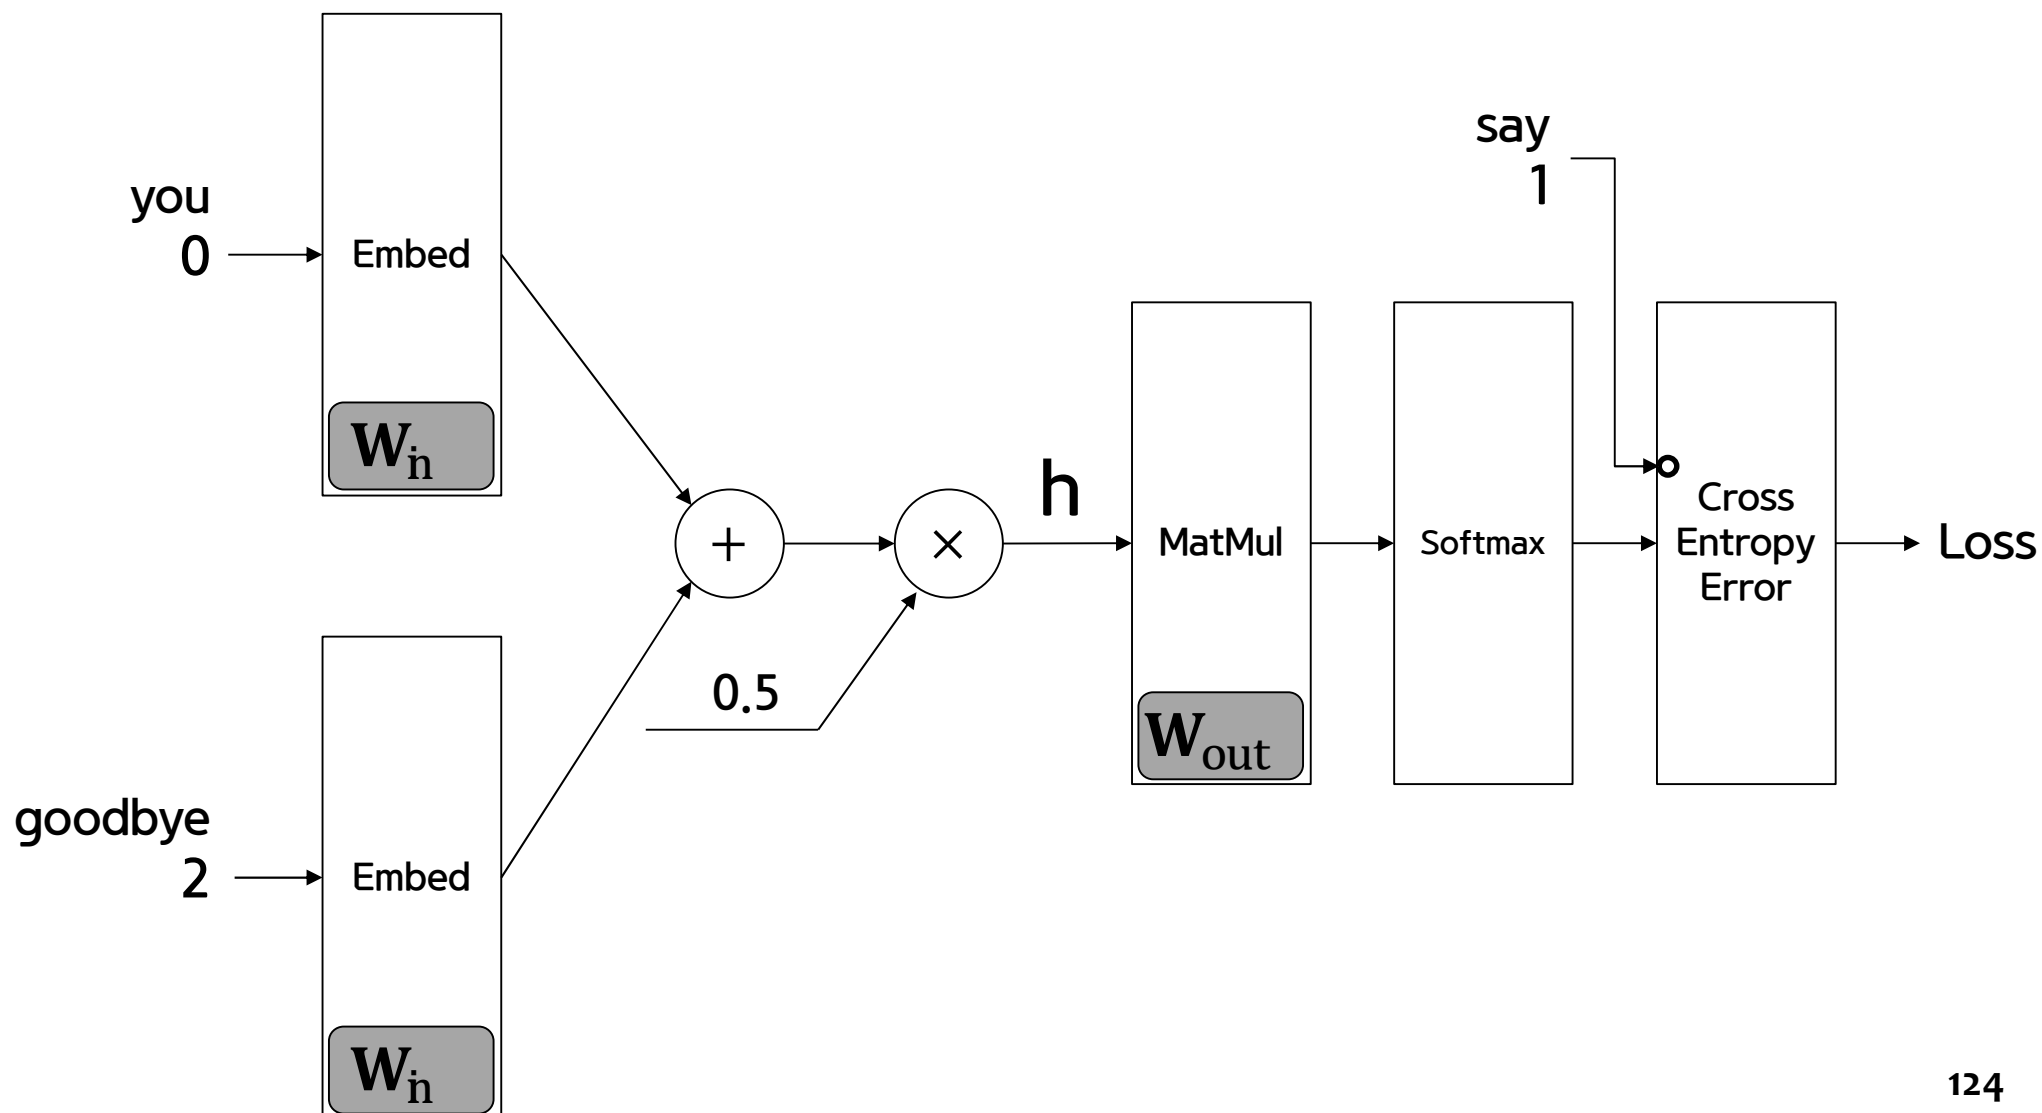 you
0
Embed
W_in
goodbye
2
Embed
W_in
+
×
0.5
h
MatMul
W_out
Softmax
say
1
Cross
Entropy
Error
Loss
124